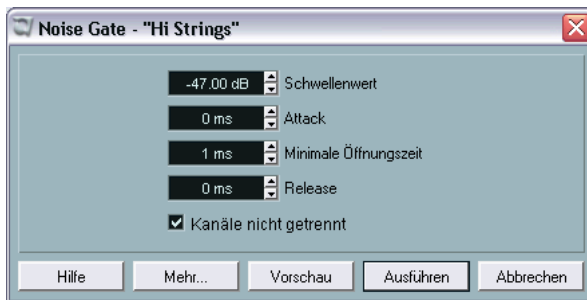 Noise Gate - "Hi Strings"
-47.00 dB Schwellenwert
0 ms Attack
1 ms Minimale Öffnungszeit
0 ms Release
Kanäle nicht getrennt
Hilfe Mehr... Vorschau Ausführen Abbrechen